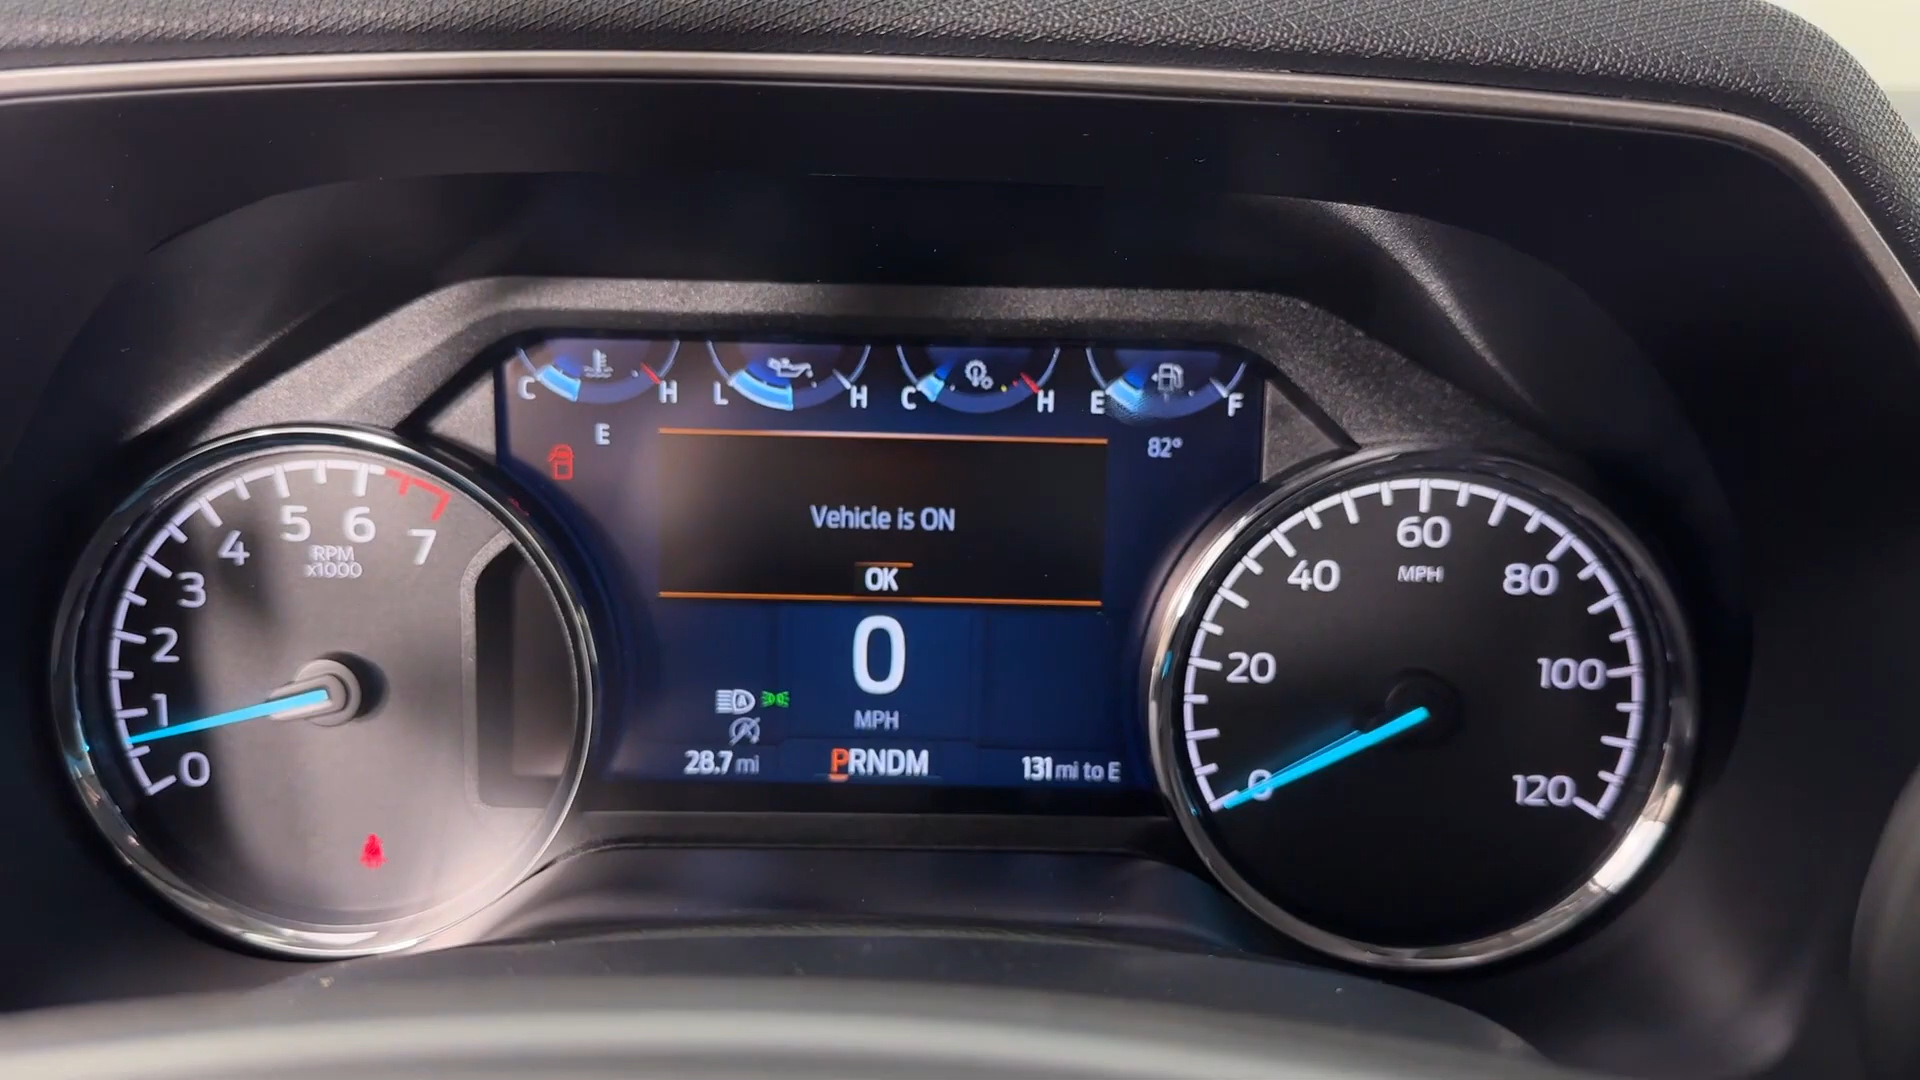 C H L H C H E F
E
82°
Vehicle is ON
OK
0
MPH
28.7 mi
PRNDM
131 mi to E
0 1 2 3 4 5 6 7
RPM
x1000
0 20 40 60 80 100 120
MPH